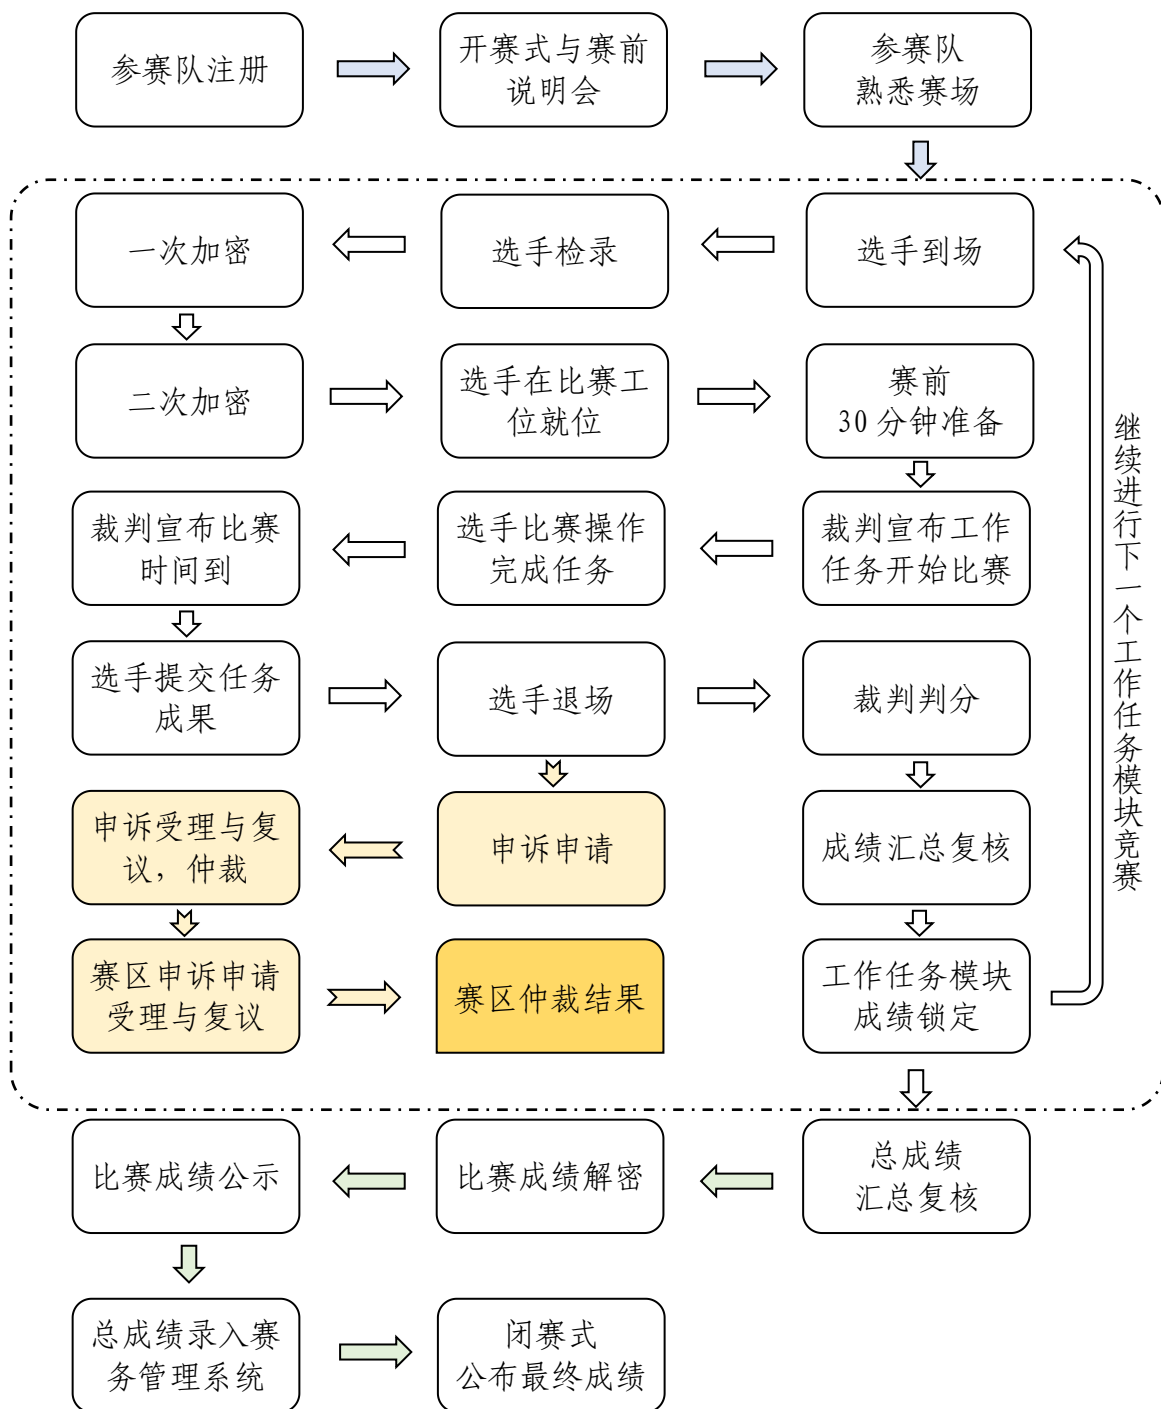 参赛队注册
开赛式与赛前
说明会
参赛队
熟悉赛场
一次加密
选手检录
选手到场
二次加密
选手在比赛工
位就位
赛前
30 分钟准备
裁判宣布比赛
时间到
选手比赛操作
完成任务
裁判宣布工作
任务开始比赛
选手提交任务
成果
选手退场
裁判判分
申诉受理与复
议，仲裁
申诉申请
成绩汇总复核
赛区申诉申请
受理与复议
赛区仲裁结果
工作任务模块
成绩锁定
继续进行下一个工作任务模块竞赛
比赛成绩公示
比赛成绩解密
总成绩
汇总复核
总成绩录入赛
务管理系统
闭赛式
公布最终成绩